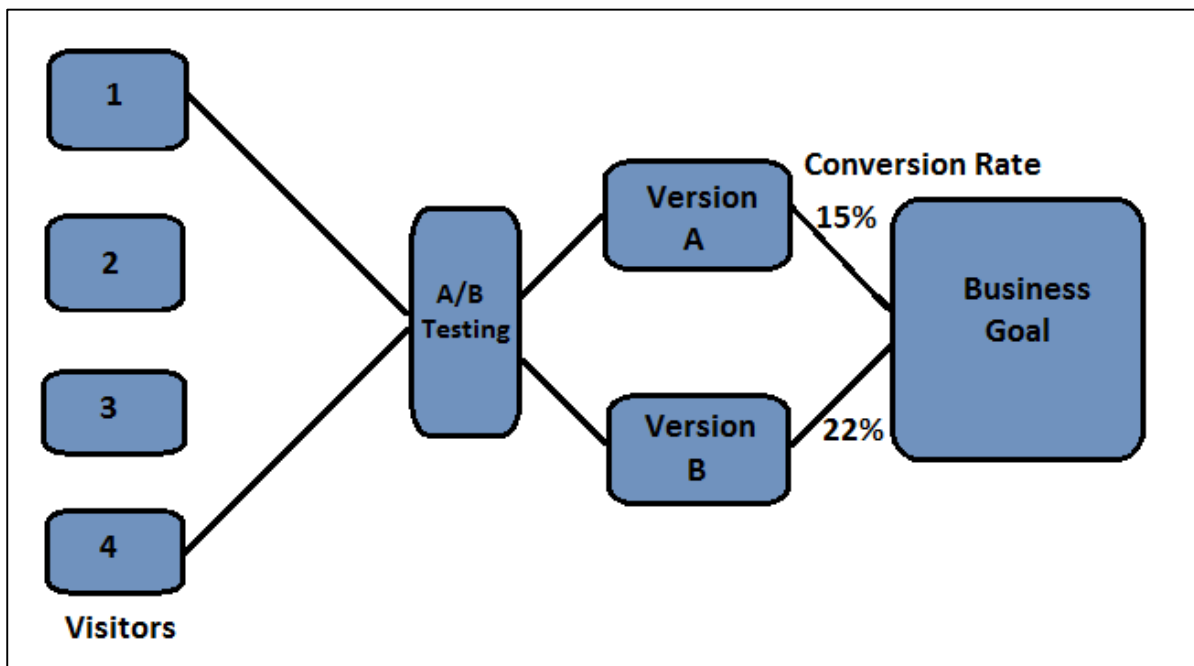 1
2
3
4
Visitors
A/B
Testing
Version
A
Version
B
Conversion Rate
15%
22%
Business
Goal